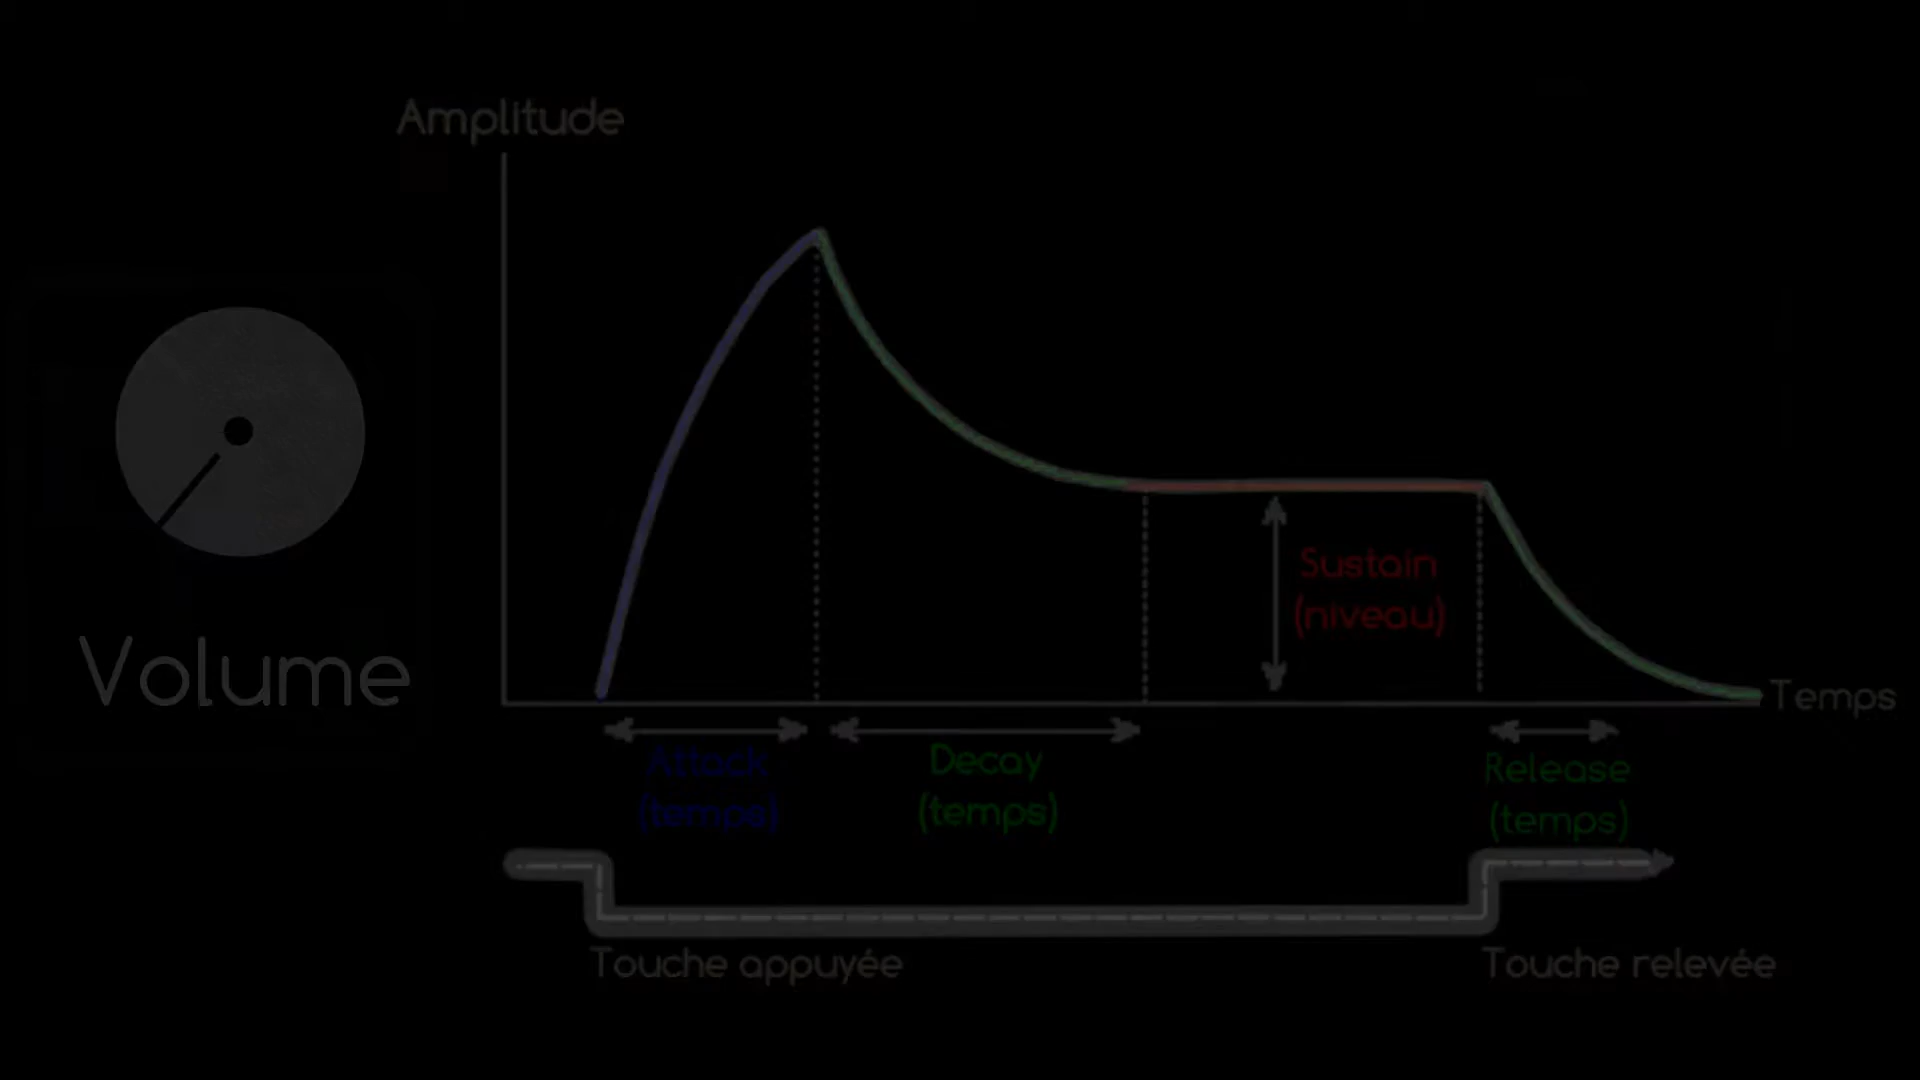 Amplitude
Volume
Sustain
(niveau)
Temps
Attack
(temps)
Decay
(temps)
Release
(temps)
Touche appuyée
Touche relevée